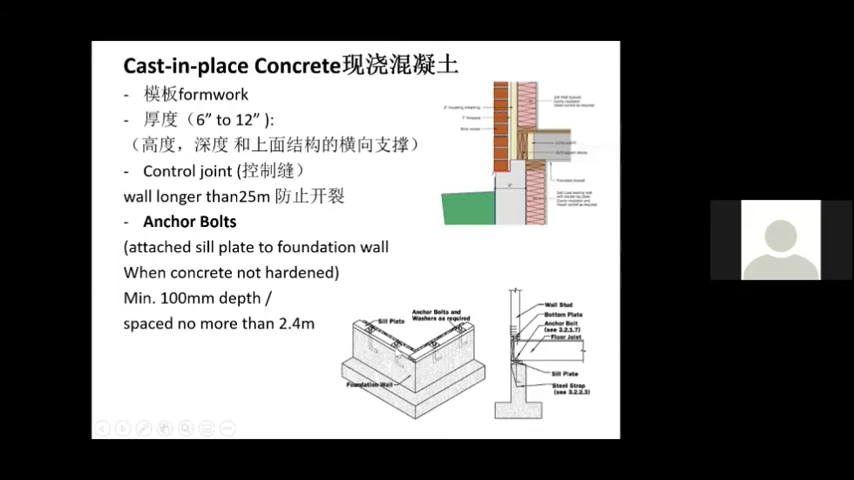 Cast-in-place Concrete现浇混凝土
- 模板formwork
- 厚度（6” to 12” ):
（高度，深度 和上面结构的横向支撑）
- Control joint (控制缝）
wall longer than25m 防止开裂
- Anchor Bolts
(attached sill plate to foundation wall
When concrete not hardened)
Min. 100mm depth /
spaced no more than 2.4m
Sill Plate
Anchor Bolts and
Washers as required
Foundation Wall
Wall Stud
Bottom Plate
Anchor Bolt
(see 3.2.1.7)
Floor Joist
Sill Plate
Steel Strap
(see 3.2.2.3)